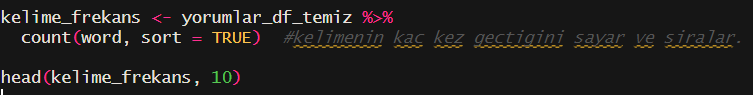 kelime_frekans <- yorumlar_df_temiz %>%
  count(word, sort = TRUE)  #kelimenin kac kez gectigini sayar ve siralar.
head(kelime_frekans, 10)